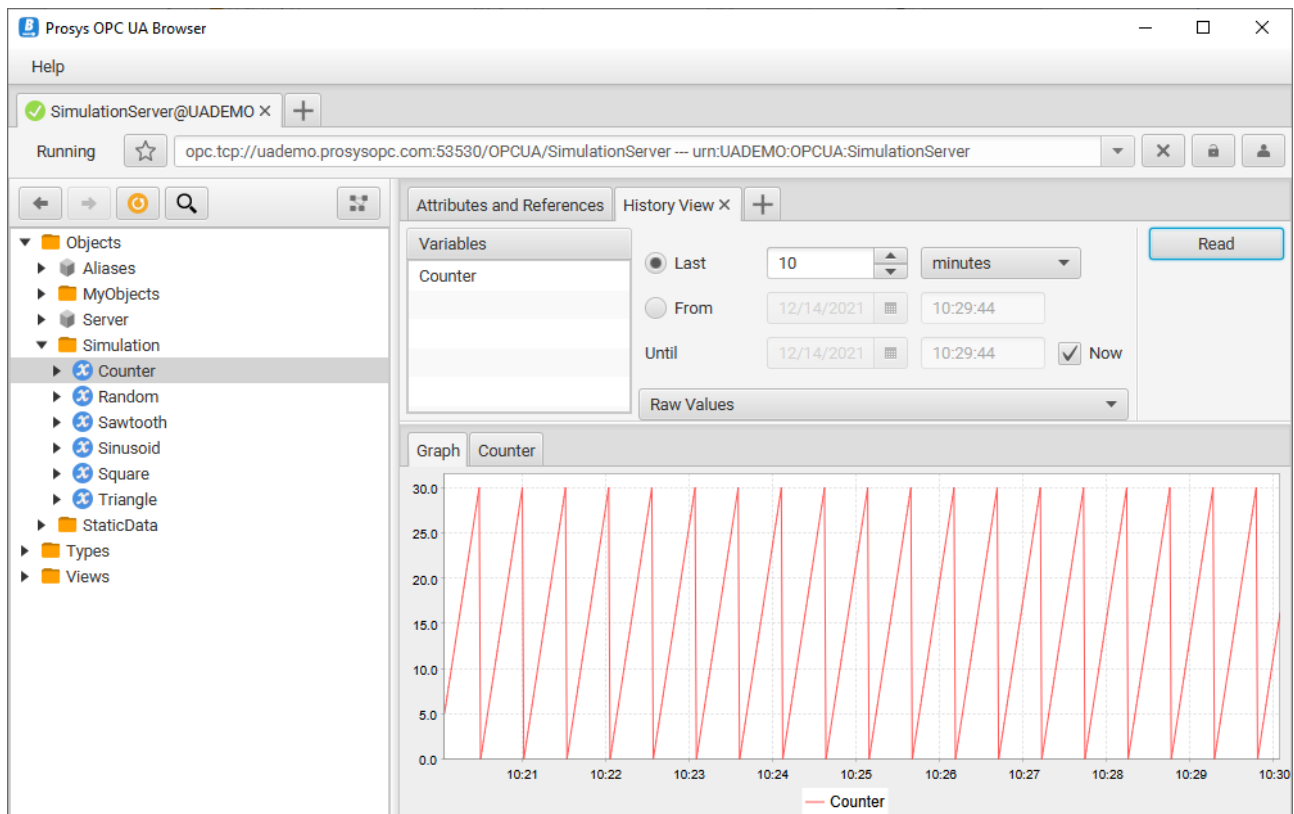 Prosys OPC UA Browser
Help
SimulationServer@UADEMO
Running
opc.tcp://uademo.prosysopc.com:53530/OPCUA/SimulationServer --- urn:UADEMO:OPCUA:SimulationServer
Objects
Aliases
MyObjects
Server
Simulation
Counter
Random
Sawtooth
Sinusoid
Square
Triangle
StaticData
Types
Views
Attributes and References History View
Variables
Counter
Last 10 minutes
From 12/14/2021 10:29:44
Until 12/14/2021 10:29:44 Now
Raw Values
Read
Graph Counter
30.0
25.0
20.0
15.0
10.0
5.0
0.0
10:21 10:22 10:23 10:24 10:25 10:26 10:27 10:28 10:29 10:30
Counter